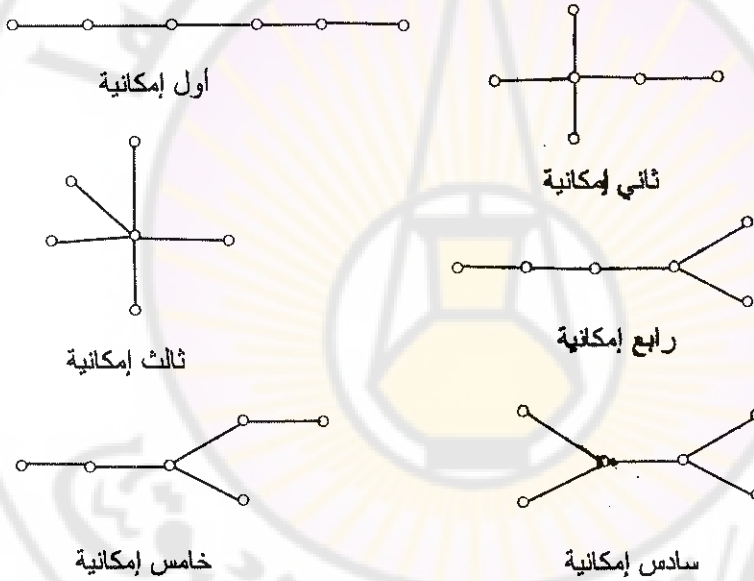 أول إمكانية
ثاني إمكانية
ثالث إمكانية
رابع إمكانية
خامس إمكانية
سادس إمكانية